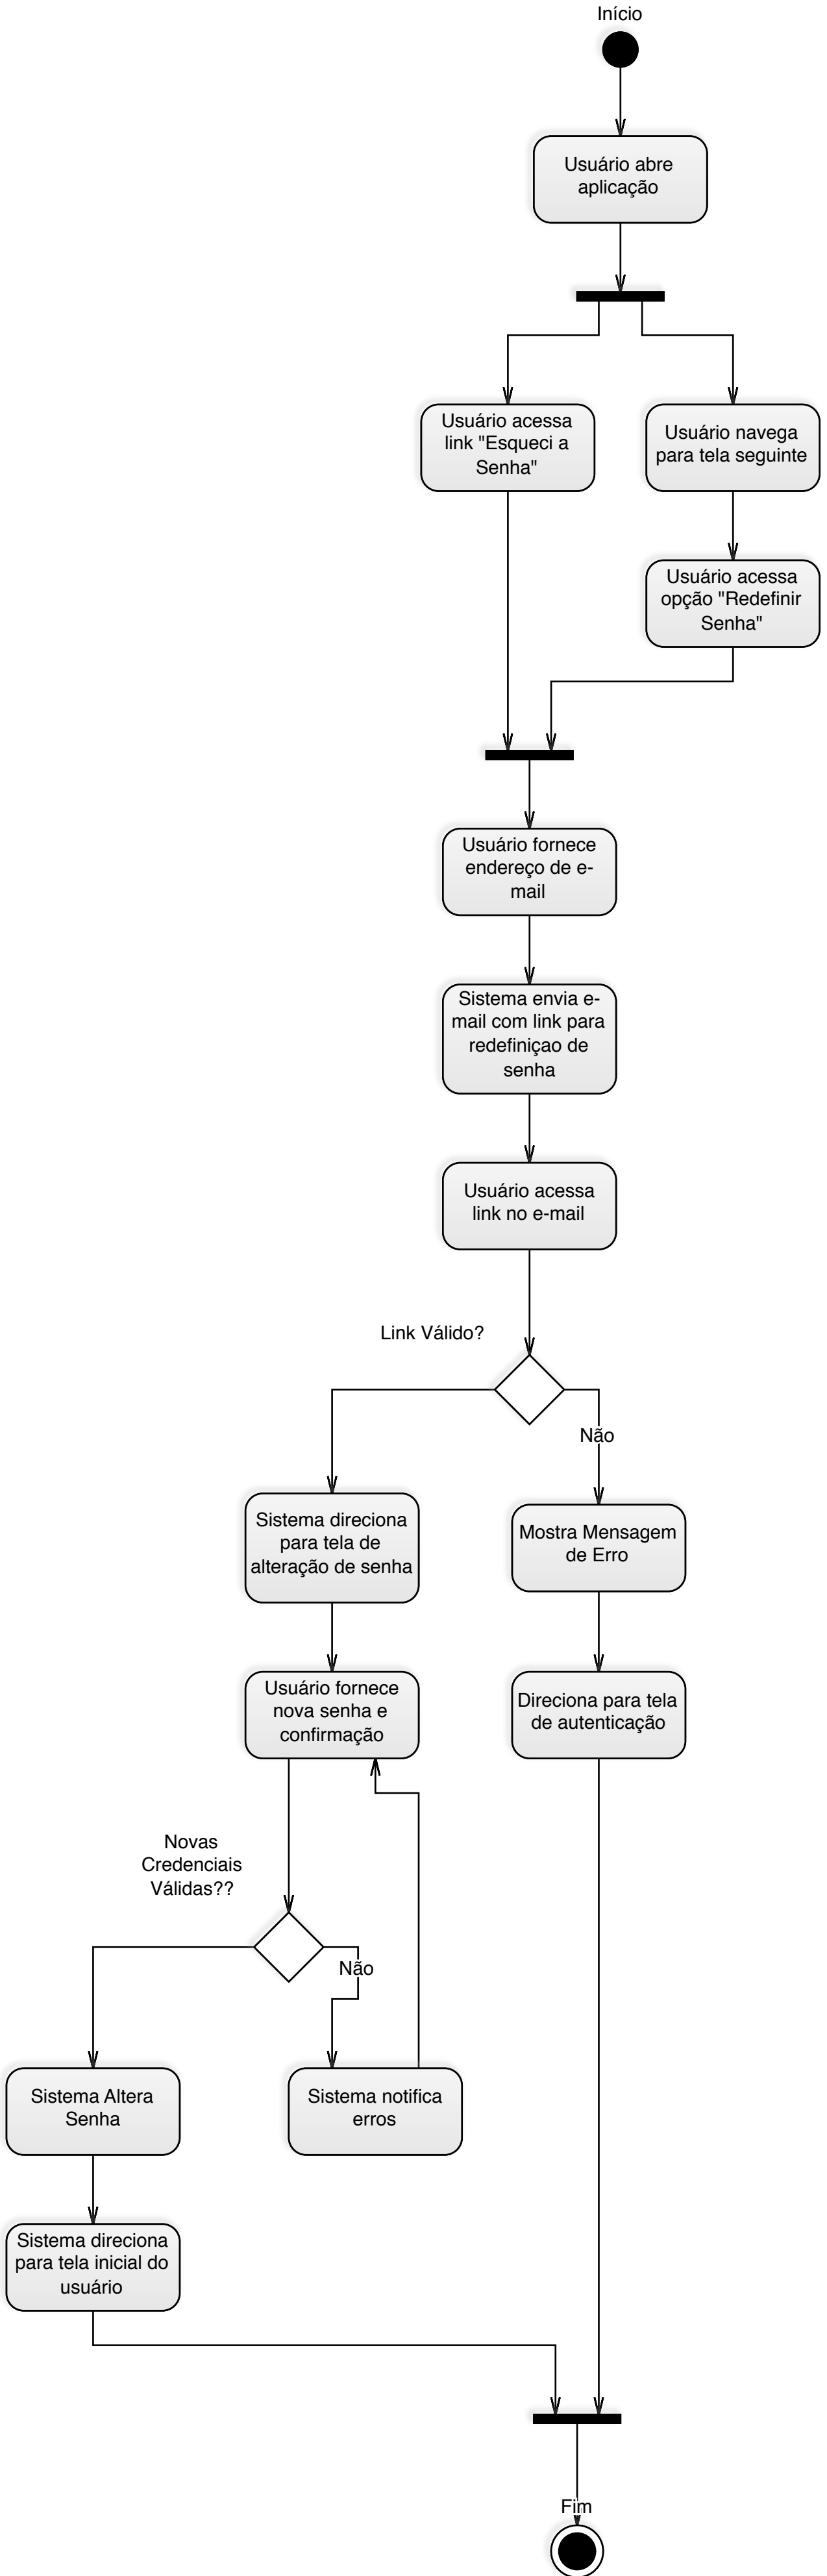 Início
Usuário abre
aplicação
Usuário acessa
link "Esqueci a
Senha"
Usuário navega
para tela seguinte
Usuário acessa
opção "Redefinir
Senha"
Usuário fornece
endereço de e-
mail
Sistema envia e-
mail com link para
redefiniçao de
senha
Usuário acessa
link no e-mail
Link Válido?
Não
Sistema direciona
para tela de
alteração de senha
Mostra Mensagem
de Erro
Usuário fornece
nova senha e
confirmação
Direciona para tela
de autenticação
Novas
Credenciais
Válidas??
Não
Sistema Altera
Senha
Sistema notifica
erros
Sistema direciona
para tela inicial do
usuário
Fim